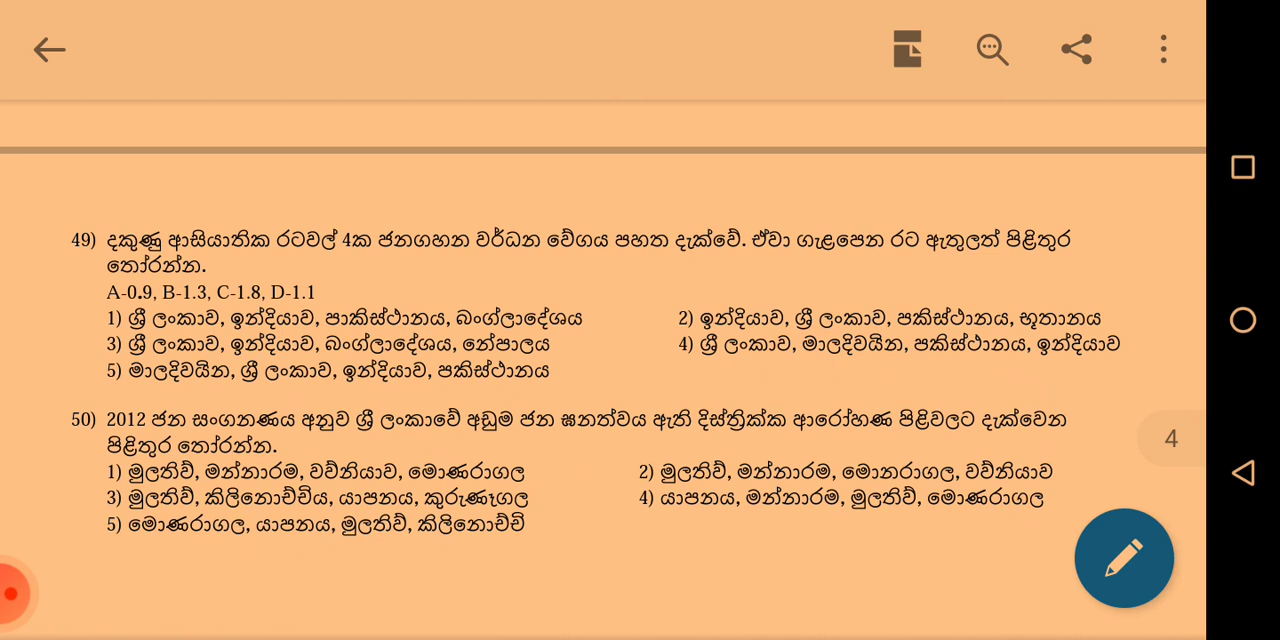 49) දකුණු ආසියාතික රටවල් 4ක ජනගහන වර්ධන වේගය පහත දැක්වේ. ඒවා ගැළපෙන රට ඇතුලත් පිළිතුර
තෝරන්න.
A-0.9, B-1.3, C-1.8, D-1.1
1) ශ්‍රී ලංකාව, ඉන්දියාව, පාකිස්ථානය, බංග්ලාදේශය 2) ඉන්දියාව, ශ්‍රී ලංකාව, පකිස්ථානය, භූතානය
3) ශ්‍රී ලංකාව, ඉන්දියාව, බංග්ලාදේශය, නේපාලය 4) ශ්‍රී ලංකාව, මාලදිවයින, පකිස්ථානය, ඉන්දියාව
5) මාලදිවයින, ශ්‍රී ලංකාව, ඉන්දියාව, පකිස්ථානය
50) 2012 ජන සංගනණය අනුව ශ්‍රී ලංකාවේ අඩුම ජන ඝනත්වය ඇති දිස්ත්‍රික්ක ආරෝහණ පිළිවලට දැක්වෙන
පිළිතුර තෝරන්න.
1) මුලතිව්, මන්නාරම, වව්නියාව, මොණරාගල 2) මුලතිව්, මන්නාරම, මොනරාගල, වව්නියාව
3) මුලතිව්, කිලිනොච්චිය, යාපනය, කුරුණෑගල 4) යාපනය, මන්නාරම, මුලතිව්, මොණරාගල
5) මොණරාගල, යාපනය, මුලතිව්, කිලිනොච්චි
4